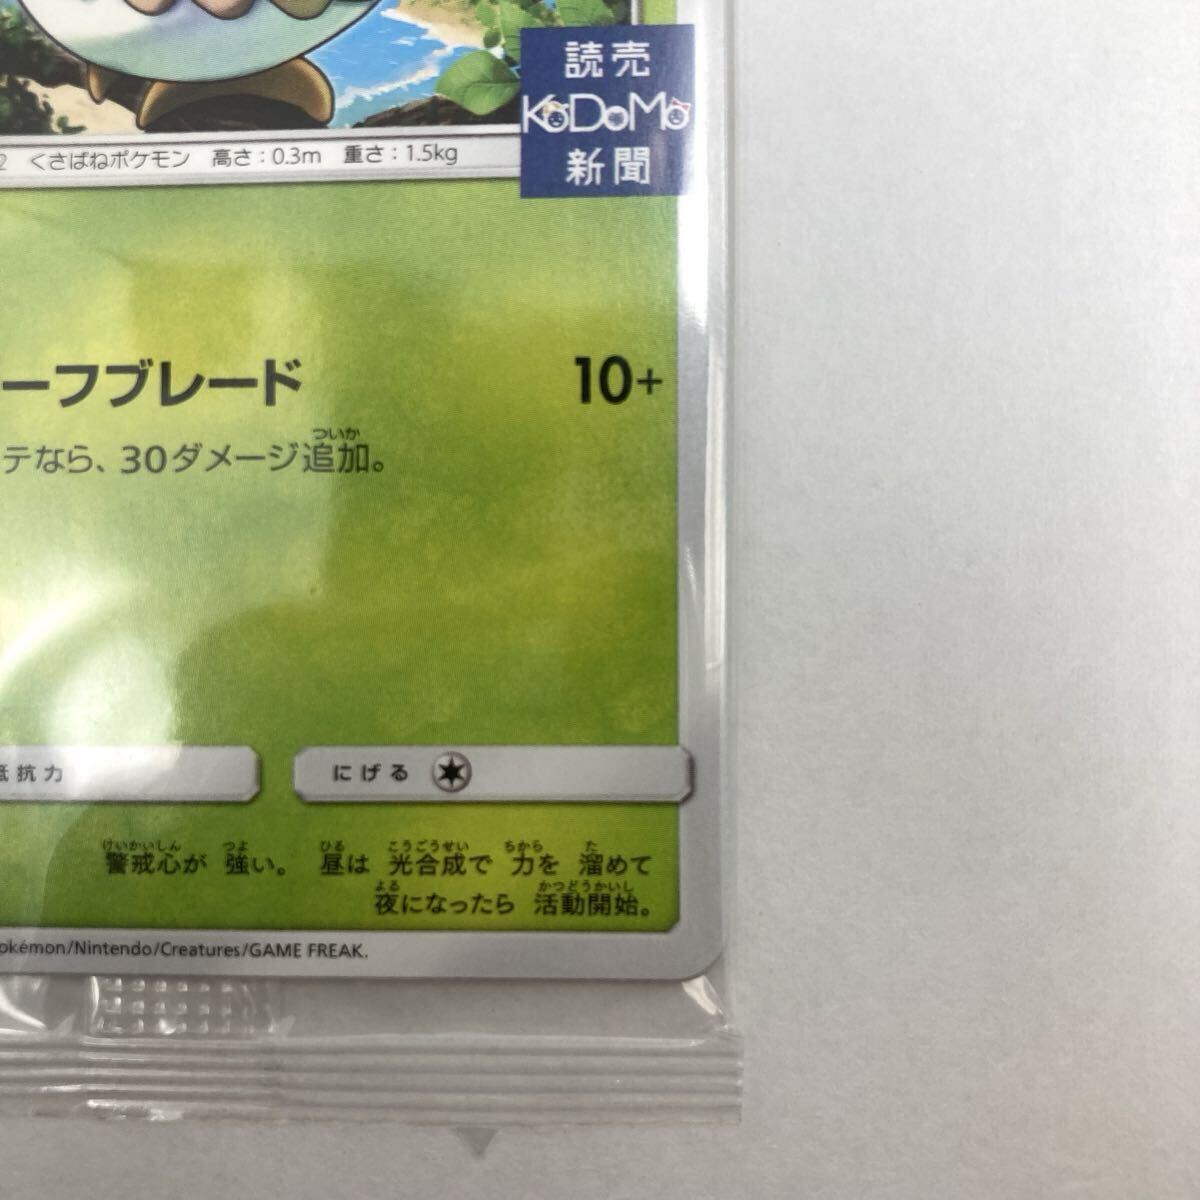 読売
KoDoMo
新聞
2 くさばねポケモン 高さ：0.3m 重さ：1.5kg
ーフブレード 10+
ついか
テなら、30ダメージ追加。
抵抗力
にげる
けいかいしん つよ ひる こうごうせい ちから た
警戒心が 強い。 昼は 光合成で 力を 溜めて
よる かつどうかいし
夜になったら 活動開始。
okémon/Nintendo/Creatures/GAME FREAK.